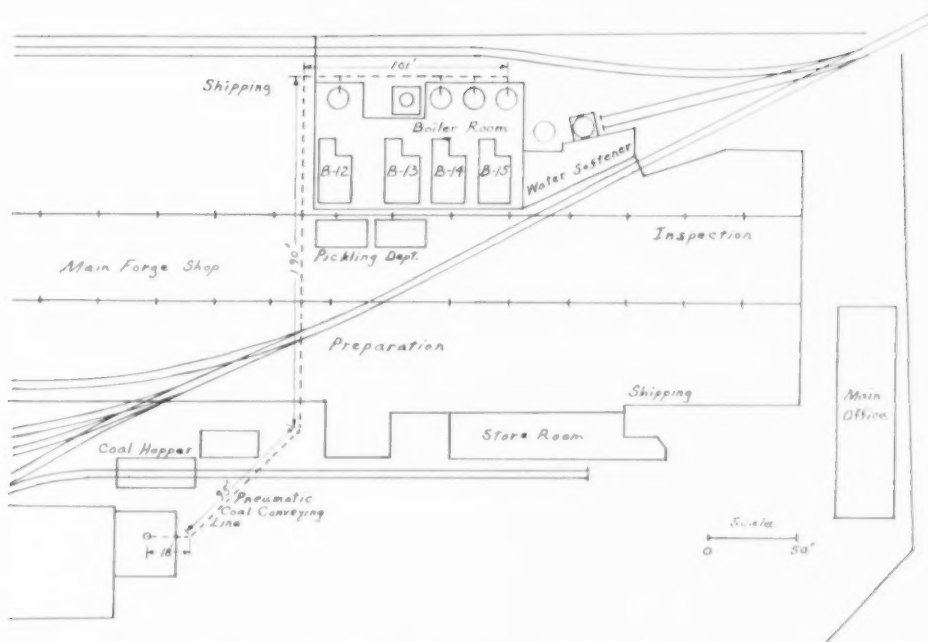 101'
Shipping
Boiler Room
B-12
B-13
B-14
B-15
Water Softener
Inspection
Pickling Dept.
190'
Main Forge Shop
Preparation
Shipping
Main
Office
Store Room
Coal Hopper
Pneumatic
Coal Conveying
Line
18'
Scale
0
50'